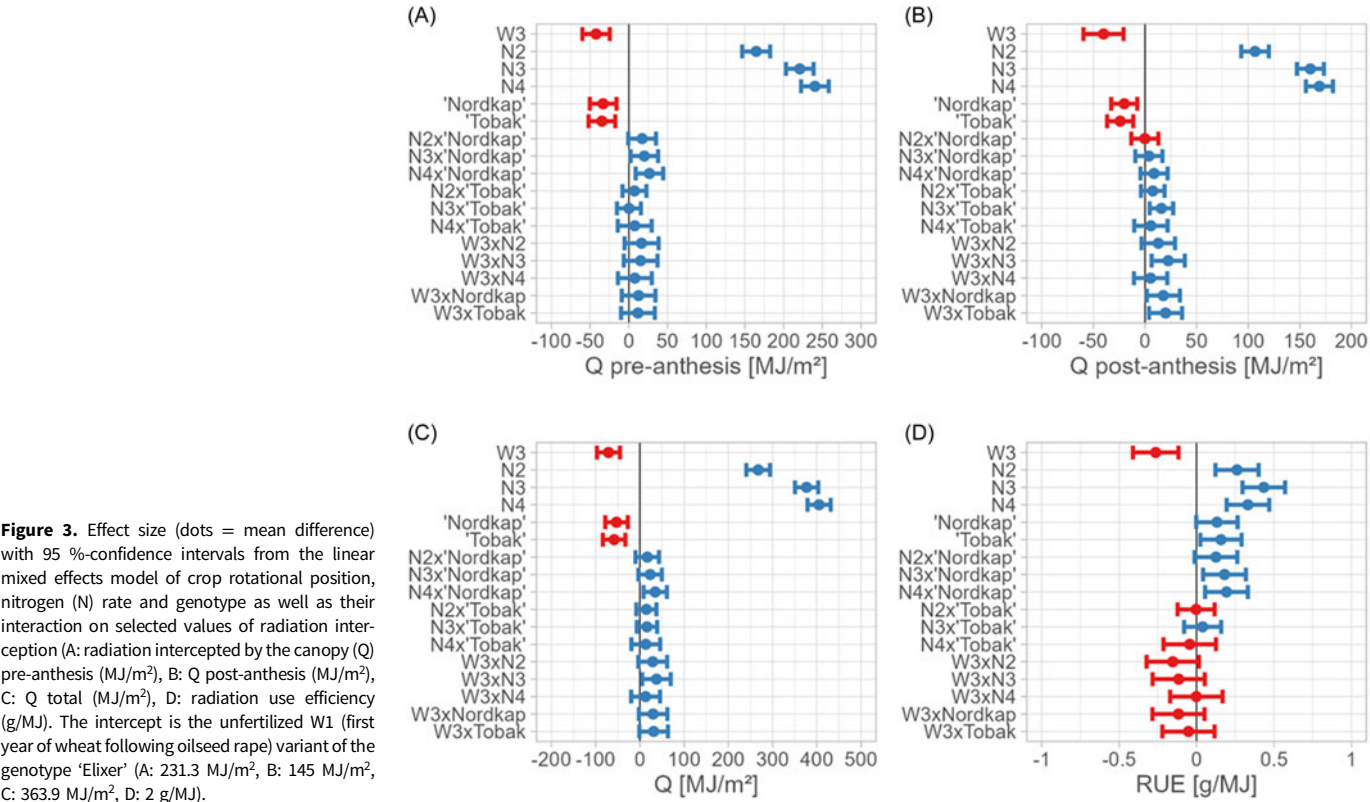 (A)
W3
N2
N3
N4
'Nordkap'
'Tobak'
N2x'Nordkap'
N3x'Nordkap'
N4x'Nordkap'
N2x'Tobak'
N3x'Tobak'
N4x'Tobak'
W3xN2
W3xN3
W3xN4
W3xNordkap
W3xTobak
-100 -50 0 50 100 150 200 250 300
Q pre-anthesis [MJ/m²]
(B)
W3
N2
N3
N4
'Nordkap'
'Tobak'
N2x'Nordkap'
N3x'Nordkap'
N4x'Nordkap'
N2x'Tobak'
N3x'Tobak'
N4x'Tobak'
W3xN2
W3xN3
W3xN4
W3xNordkap
W3xTobak
-100 -50 0 50 100 150 200
Q post-anthesis [MJ/m²]
(C)
W3
N2
N3
N4
'Nordkap'
'Tobak'
N2x'Nordkap'
N3x'Nordkap'
N4x'Nordkap'
N2x'Tobak'
N3x'Tobak'
N4x'Tobak'
W3xN2
W3xN3
W3xN4
W3xNordkap
W3xTobak
-200 -100 0 100 200 300 400 500
Q [MJ/m²]
(D)
W3
N2
N3
N4
'Nordkap'
'Tobak'
N2x'Nordkap'
N3x'Nordkap'
N4x'Nordkap'
N2x'Tobak'
N3x'Tobak'
N4x'Tobak'
W3xN2
W3xN3
W3xN4
W3xNordkap
W3xTobak
-1 -0.5 0 0.5 1
RUE [g/MJ]
Figure 3. Effect size (dots = mean difference)
with 95 %-confidence intervals from the linear
mixed effects model of crop rotational position,
nitrogen (N) rate and genotype as well as their
interaction on selected values of radiation inter-
ception (A: radiation intercepted by the canopy (Q)
pre-anthesis (MJ/m²), B: Q post-anthesis (MJ/m²),
C: Q total (MJ/m²), D: radiation use efficiency
(g/MJ). The intercept is the unfertilized W1 (first
year of wheat following oilseed rape) variant of the
genotype ‘Elixer’ (A: 231.3 MJ/m², B: 145 MJ/m²,
C: 363.9 MJ/m², D: 2 g/MJ).